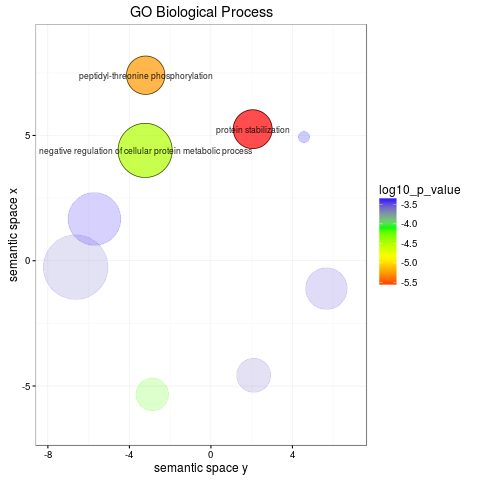 GO Biological Process
peptidyl-threonine phosphorylation
protein stabilization
negative regulation of cellular protein metabolic process
semantic space x
5
0
-5
-8
-4
0
4
semantic space y
log10_p_value
-3.5
-4.0
-4.5
-5.0
-5.5